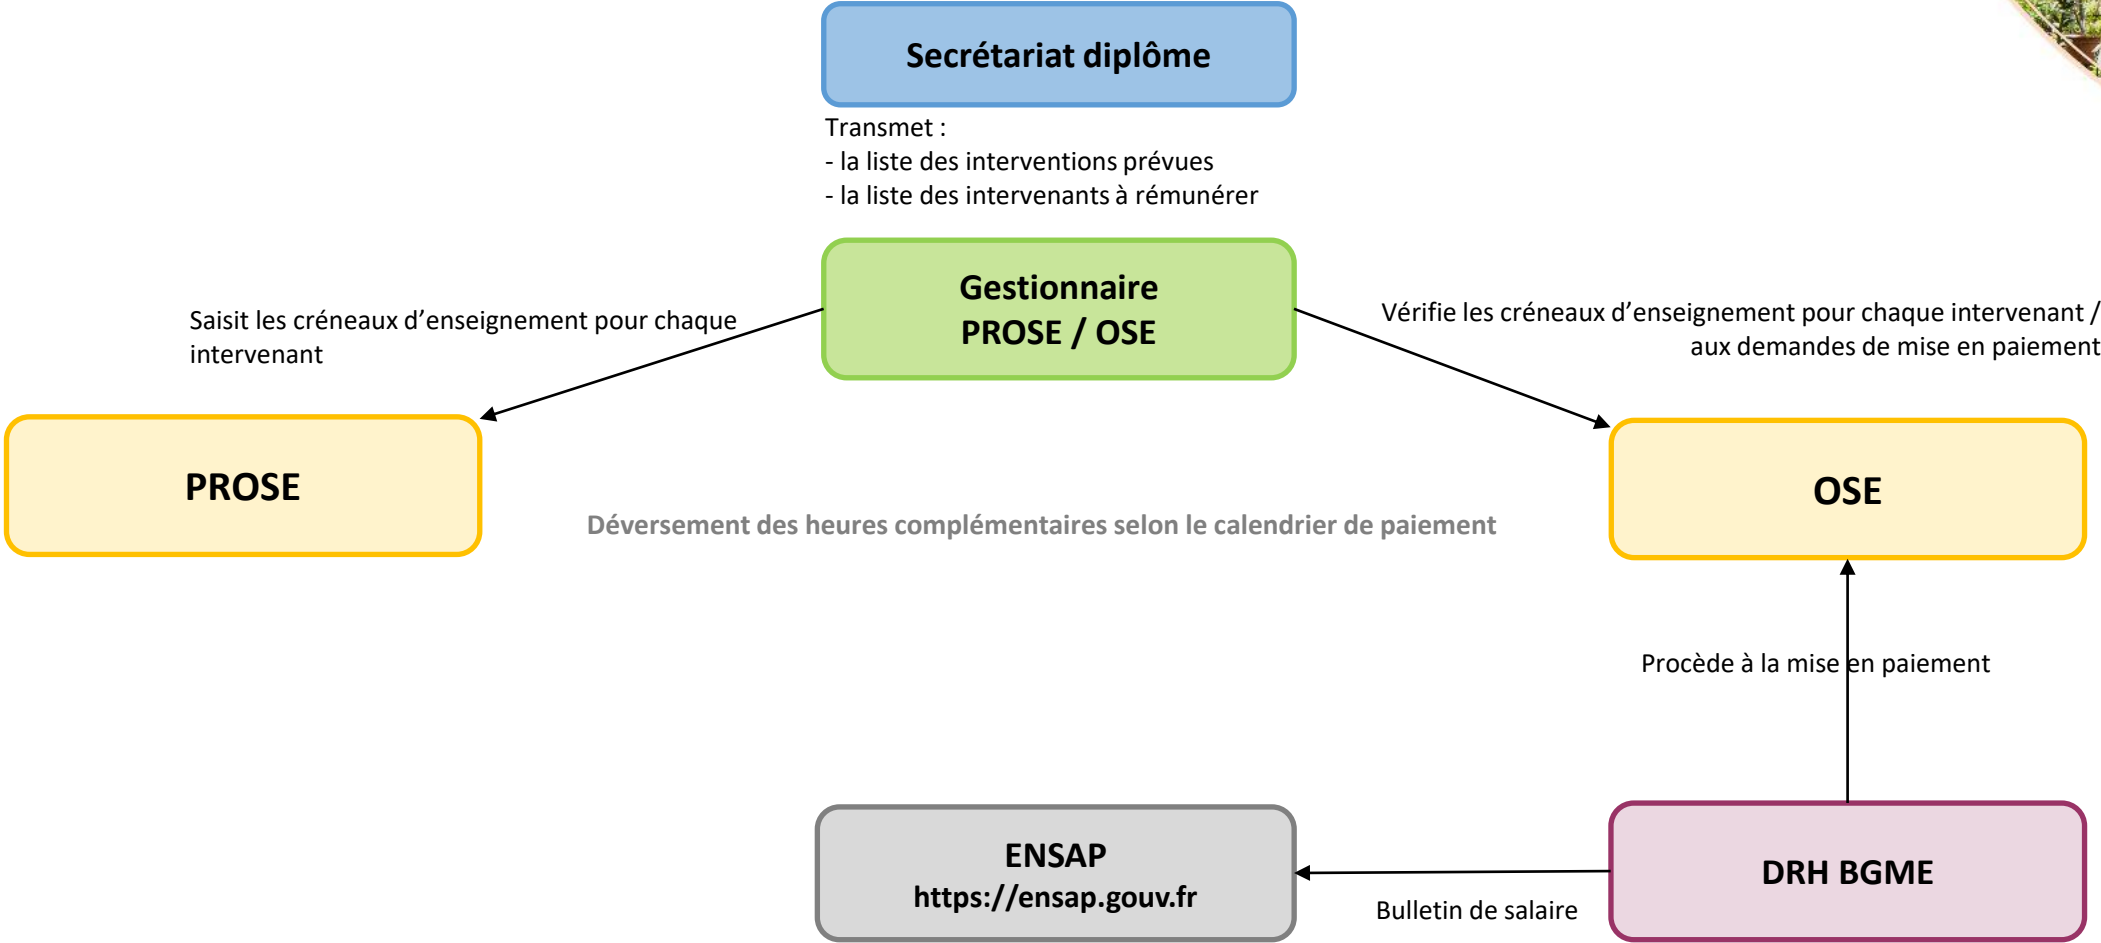 Secrétariat diplôme
Transmet :
- la liste des interventions prévues
- la liste des intervenants à rémunérer
Gestionnaire
PROSE / OSE
Saisit les créneaux d’enseignement pour chaque
intervenant
Vérifie les créneaux d’enseignement pour chaque intervenant /
aux demandes de mise en paiement
PROSE
OSE
Déversement des heures complémentaires selon le calendrier de paiement
Procède à la mise en paiement
ENSAP
https://ensap.gouv.fr
DRH BGME
Bulletin de salaire